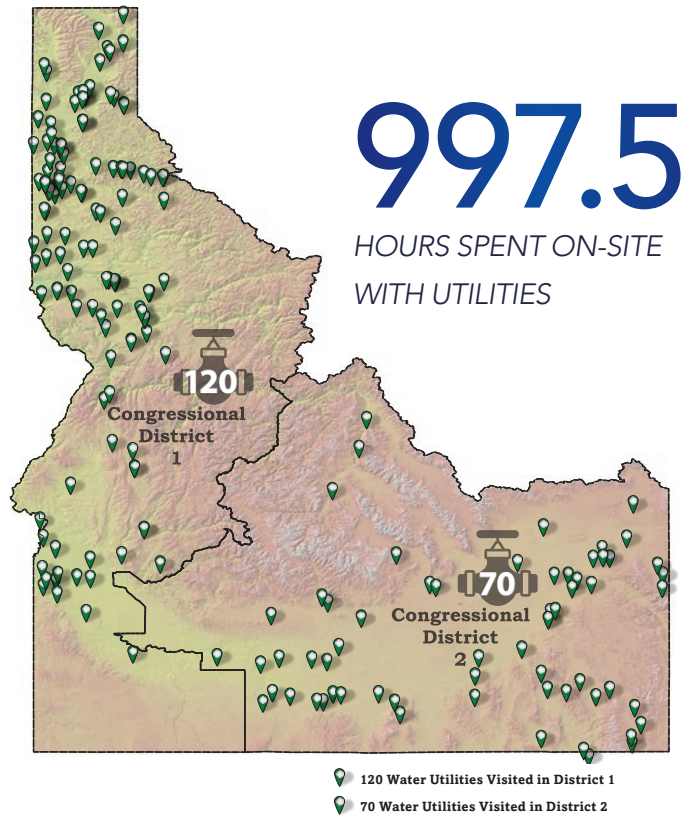 997.5
HOURS SPENT ON-SITE
WITH UTILITIES
120
Congressional
District
1
70
Congressional
District
2
120 Water Utilities Visited in District 1
70 Water Utilities Visited in District 2